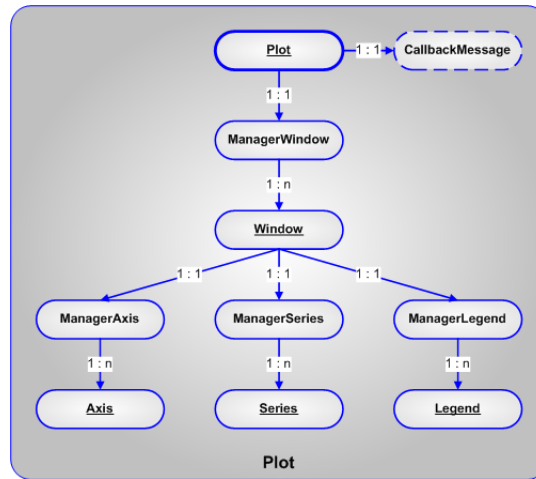 Plot
1 : 1
CallbackMessage
1 : 1
ManagerWindow
1 : n
Window
1 : 1
1 : 1
1 : 1
ManagerAxis
ManagerSeries
ManagerLegend
1 : n
1 : n
1 : n
Axis
Series
Legend
Plot